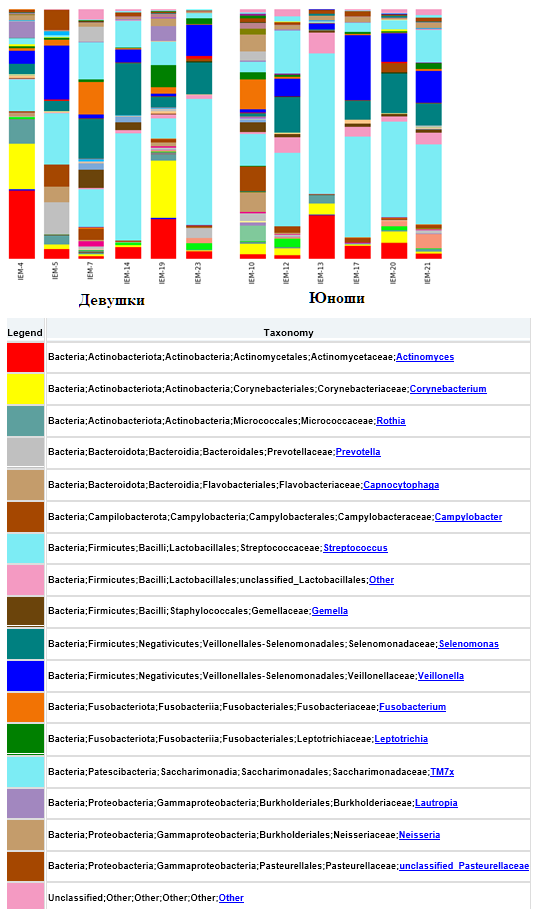 IEM-4
IEM-5
IEM-7
IEM-14
IEM-19
IEM-23
IEM-10
IEM-12
IEM-13
IEM-17
IEM-20
IEM-21
Девушки
Юноши
Legend Taxonomy
Bacteria;Actinobacteriota;Actinobacteria;Actinomycetales;Actinomycetaceae;Actinomyces
Bacteria;Actinobacteriota;Actinobacteria;Corynebacteriales;Corynebacteriaceae;Corynebacterium
Bacteria;Actinobacteriota;Actinobacteria;Micrococcales;Micrococcaceae;Rothia
Bacteria;Bacteroidota;Bacteroidia;Bacteroidales;Prevotellaceae;Prevotella
Bacteria;Bacteroidota;Bacteroidia;Flavobacteriales;Flavobacteriaceae;Capnocytophaga
Bacteria;Campilobacterota;Campylobacteria;Campylobacterales;Campylobacteraceae;Campylobacter
Bacteria;Firmicutes;Bacilli;Lactobacillales;Streptococcaceae;Streptococcus
Bacteria;Firmicutes;Bacilli;Lactobacillales;unclassified_Lactobacillales;Other
Bacteria;Firmicutes;Bacilli;Staphylococcales;Gemellaceae;Gemella
Bacteria;Firmicutes;Negativicutes;Veillonellales-Selenomonadales;Selenomonadaceae;Selenomonas
Bacteria;Firmicutes;Negativicutes;Veillonellales-Selenomonadales;Veillonellaceae;Veillonella
Bacteria;Fusobacteriota;Fusobacteriia;Fusobacteriales;Fusobacteriaceae;Fusobacterium
Bacteria;Fusobacteriota;Fusobacteriia;Fusobacteriales;Leptotrichiaceae;Leptotrichia
Bacteria;Patescibacteria;Saccharimonadia;Saccharimonadales;Saccharimonadaceae;TM7x
Bacteria;Proteobacteria;Gammaproteobacteria;Burkholderiales;Burkholderiaceae;Lautropia
Bacteria;Proteobacteria;Gammaproteobacteria;Burkholderiales;Neisseriaceae;Neisseria
Bacteria;Proteobacteria;Gammaproteobacteria;Pasteurellales;Pasteurellaceae;unclassified_Pasteurellaceae
Unclassified;Other;Other;Other;Other;Other